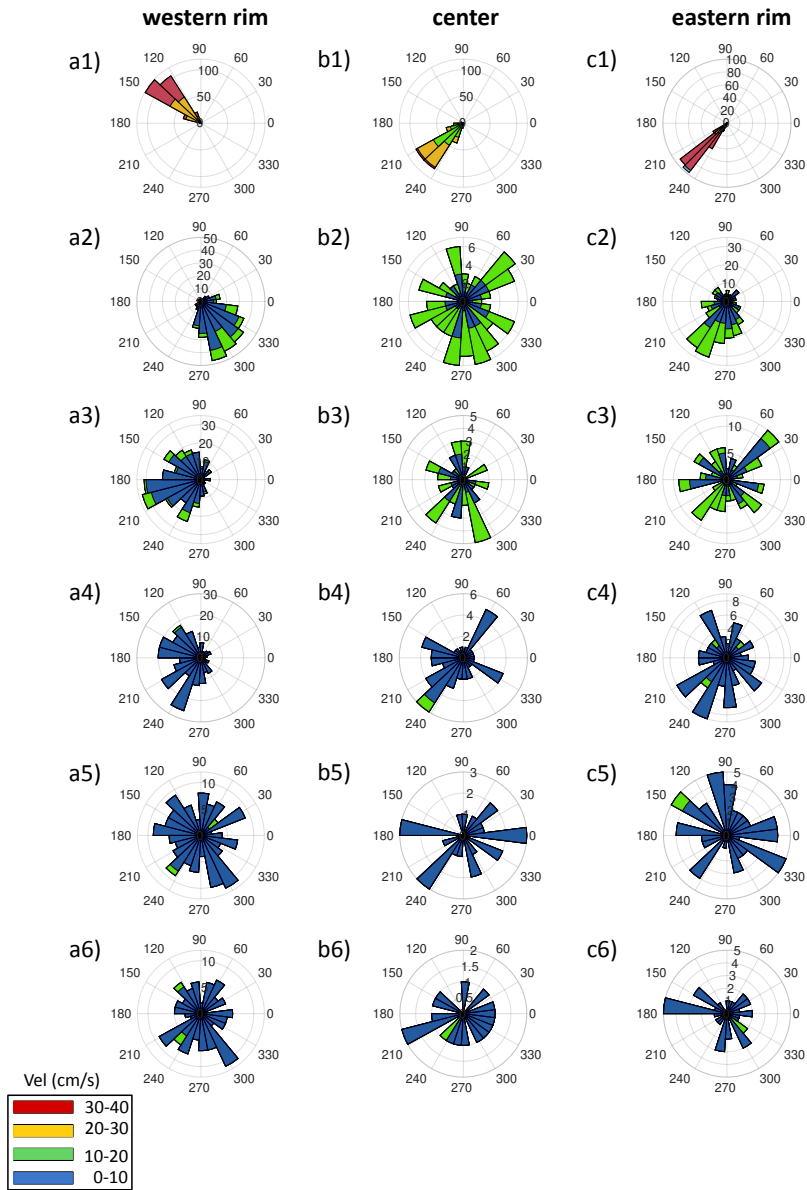 western rim center eastern rim
a1) 90 120 60 150 30 180 0 210 330 240 300 270 100 50 0
b1) 90 120 60 150 30 180 0 210 330 240 300 270 100 50 0
c1) 90 120 60 150 30 180 0 210 330 240 300 270 100 80 60 40 20 0
a2) 90 120 60 150 30 180 0 210 330 240 300 270 50 40 30 20 10
b2) 90 120 60 150 30 180 0 210 330 240 300 270 6 4
c2) 90 120 60 150 30 180 0 210 330 240 300 270 30 20 10
a3) 90 120 60 150 30 180 0 210 330 240 300 270 30 20
b3) 90 120 60 150 30 180 0 210 330 240 300 270 5 4 3 2
c3) 90 120 60 150 30 180 0 210 330 240 300 270 10 5
a4) 90 120 60 150 30 180 0 210 330 240 300 270 30 20 10
b4) 90 120 60 150 30 180 0 210 330 240 300 270 6 4 2
c4) 90 120 60 150 30 180 0 210 330 240 300 270 8 6 4
a5) 90 120 60 150 30 180 0 210 330 240 300 270 10 5
b5) 90 120 60 150 30 180 0 210 330 240 300 270 3 2 1
c5) 90 120 60 150 30 180 0 210 330 240 300 270 5 4 3
a6) 90 120 60 150 30 180 0 210 330 240 300 270 10 5
b6) 90 120 60 150 30 180 0 210 330 240 300 270 2 1.5 1 0.5
c6) 90 120 60 150 30 180 0 210 330 240 300 270 5 4 3 2 1
Vel (cm/s)
30-40
20-30
10-20
0-10